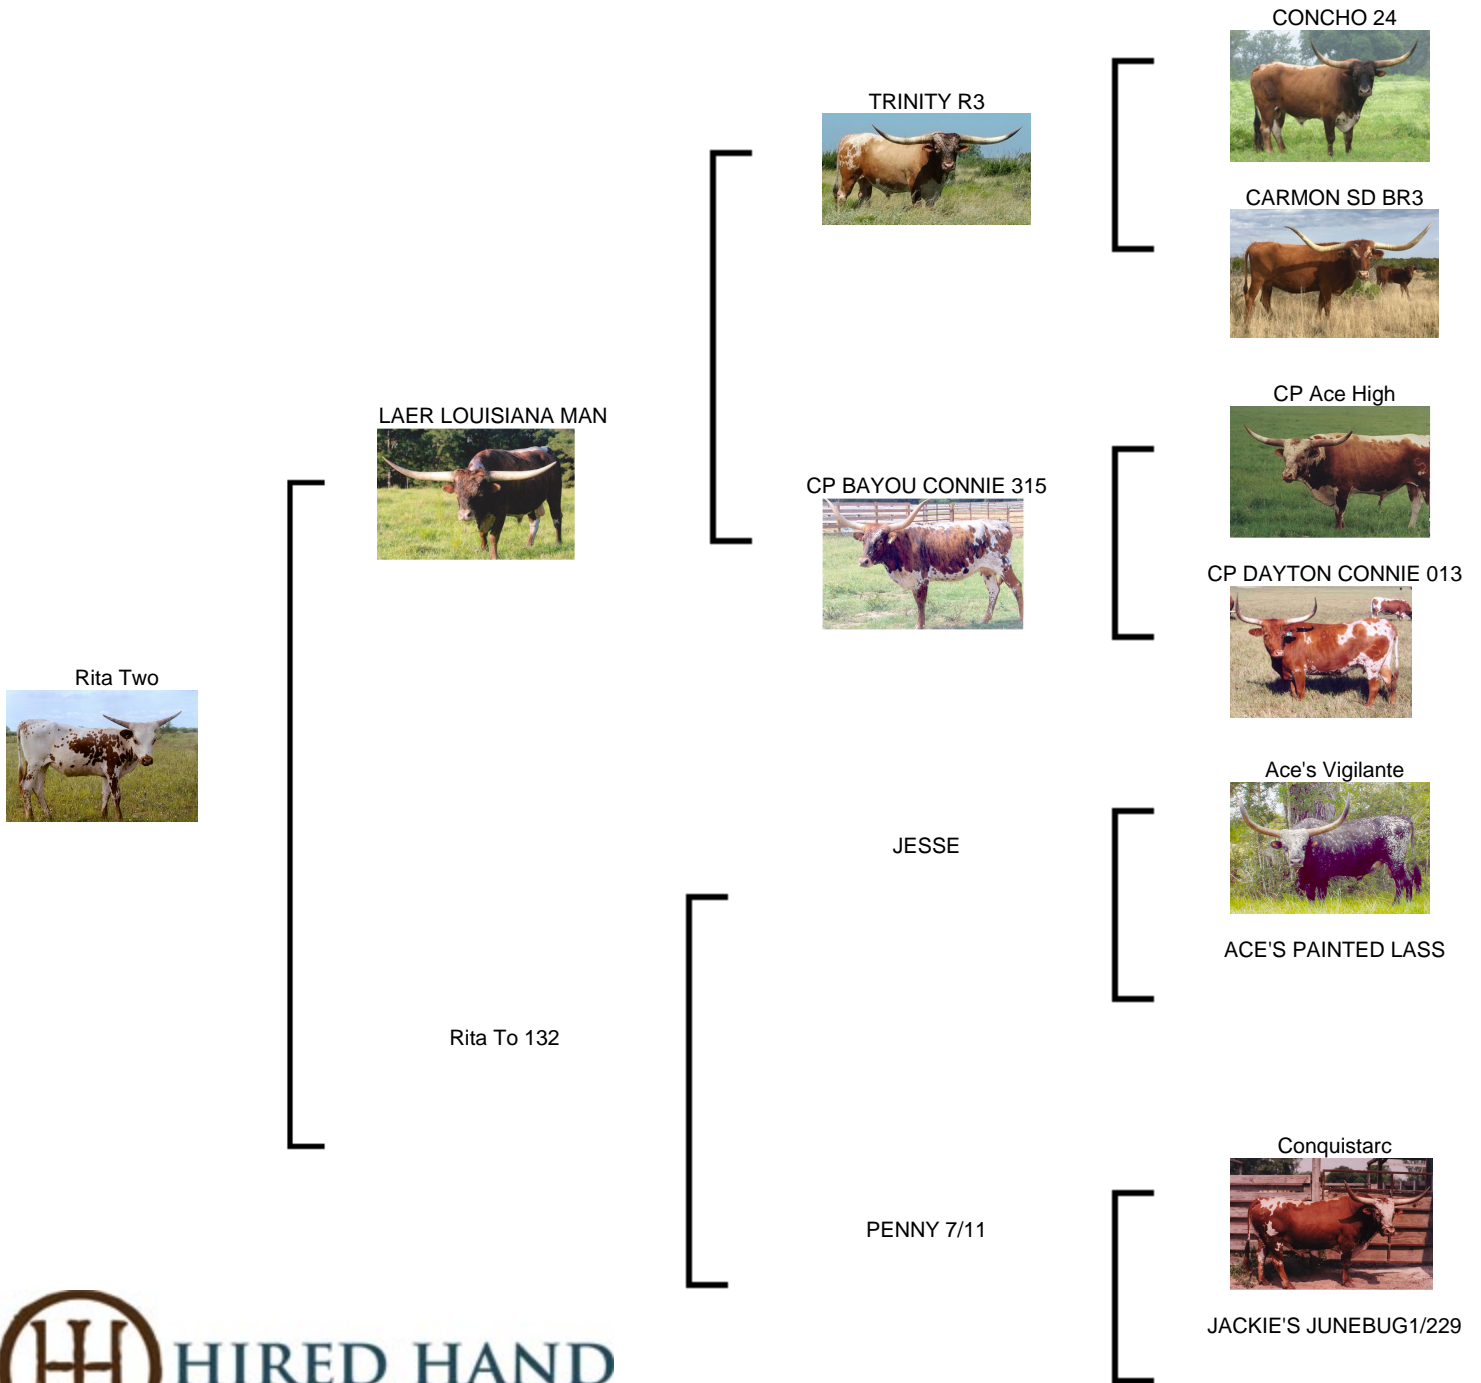 CONCHO 24
TRINITY R3
CARMON SD BR3
LAER LOUISIANA MAN
CP Ace High
CP BAYOU CONNIE 315
CP DAYTON CONNIE 013
Rita Two
Ace's Vigilante
JESSE
ACE'S PAINTED LASS
Rita To 132
Conquistarc
PENNY 7/11
JACKIE'S JUNEBUG1/229
HIRED HAND